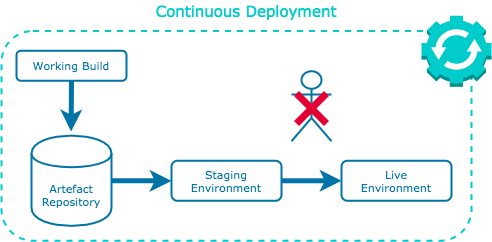 Continuous Deployment
Working Build
Artefact
Repository
Staging
Environment
Live
Environment